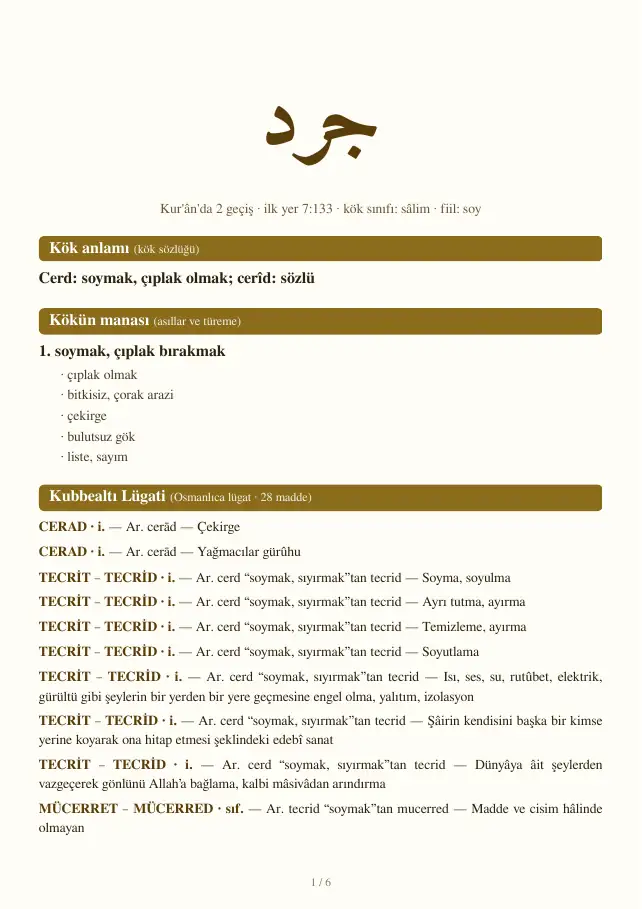 جرد
Kur'ân'da 2 geçiş · ilk yer 7:133 · kök sınıfı: sâlim · fiil: soy
Kök anlamı (kök sözlüğü)
Cerd: soymak, çıplak olmak; cerîd: sözlü
Kökün manası (asıllar ve türeme)
1. soymak, çıplak bırakmak
· çıplak olmak
· bitkisiz, çorak arazi
· çekirge
· bulutsuz gök
· liste, sayım
Kubbealtı Lügati (Osmanlıca lügat · 28 madde)
CERAD · i. — Ar. cerād — Çekirge
CERAD · i. — Ar. cerād — Yağmacılar gürûhu
TECRİT – TECRİD · i. — Ar. cerd “soymak, sıyırmak”tan tecrid — Soyma, soyulma
TECRİT – TECRİD · i. — Ar. cerd “soymak, sıyırmak”tan tecrid — Ayrı tutma, ayırma
TECRİT – TECRİD · i. — Ar. cerd “soymak, sıyırmak”tan tecrid — Temizleme, ayırma
TECRİT – TECRİD · i. — Ar. cerd “soymak, sıyırmak”tan tecrid — Soyutlama
TECRİT – TECRİD · i. — Ar. cerd “soymak, sıyırmak”tan tecrid — Isı, ses, su, rutûbet, elektrik,
gürültü gibi şeylerin bir yerden bir yere geçmesine engel olma, yalıtım, izolasyon
TECRİT – TECRİD · i. — Ar. cerd “soymak, sıyırmak”tan tecrid — Şâirin kendisini başka bir kimse
yerine koyarak ona hitap etmesi şeklindeki edebî sanat
TECRİT – TECRİD · i. — Ar. cerd “soymak, sıyırmak”tan tecrid — Dünyâya âit şeylerden
vazgeçerek gönlünü Allah’a bağlama, kalbi mâsivâdan arındırma
MÜCERRET – MÜCERRED · sıf. — Ar. tecrid “soymak”tan mucerred — Madde ve cisim hâlinde
olmayan
1 / 6